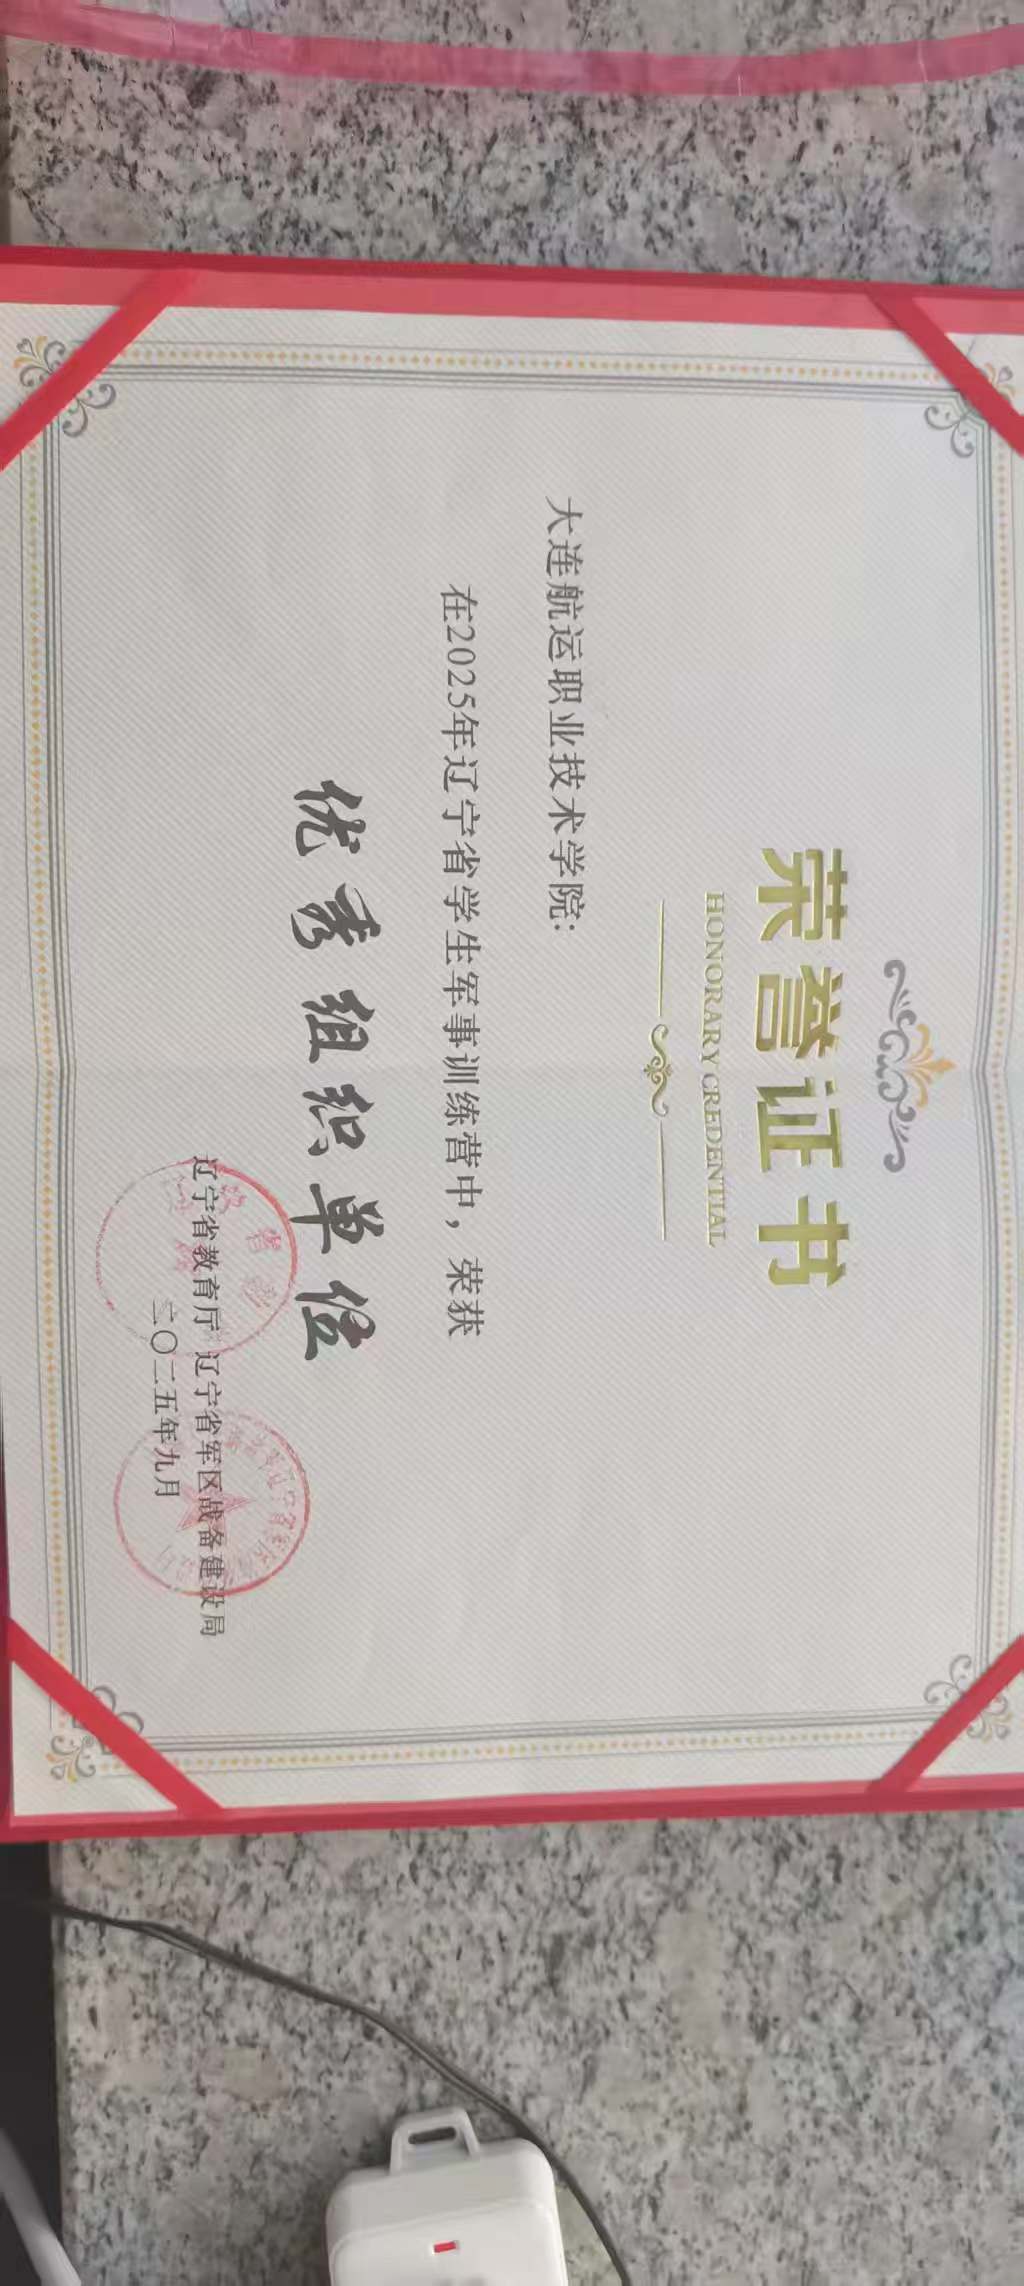 荣誉证书
HONORARY CREDENTIAL
大连航运职业技术学院:
在2025年辽宁省学生军事训练营中，荣获
优秀组织单位
辽宁省教育厅 辽宁省军区战备建设局
二〇二五年九月